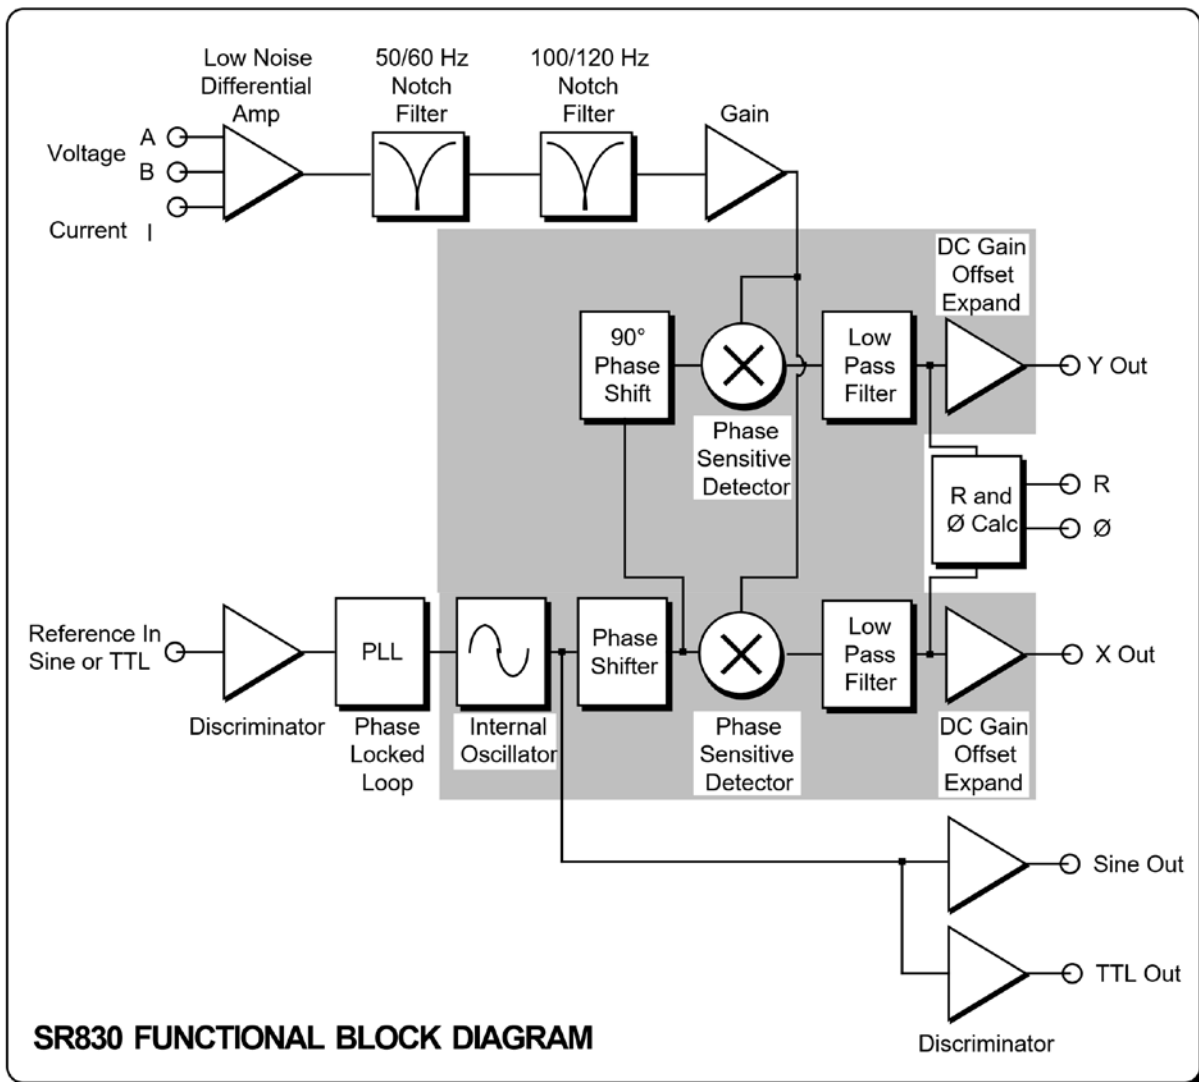 Low Noise
Differential
Amp
50/60 Hz
Notch
Filter
100/120 Hz
Notch
Filter
Gain
Voltage
A
B
Current
I
DC Gain
Offset
Expand
90°
Phase
Shift
Low
Pass
Filter
Y Out
Phase
Sensitive
Detector
R and
Ø Calc
R
Ø
Reference In
Sine or TTL
PLL
Phase
Shifter
Low
Pass
Filter
X Out
Discriminator
Phase
Locked
Loop
Internal
Oscillator
Phase
Sensitive
Detector
DC Gain
Offset
Expand
Sine Out
TTL Out
Discriminator
SR830 FUNCTIONAL BLOCK DIAGRAM